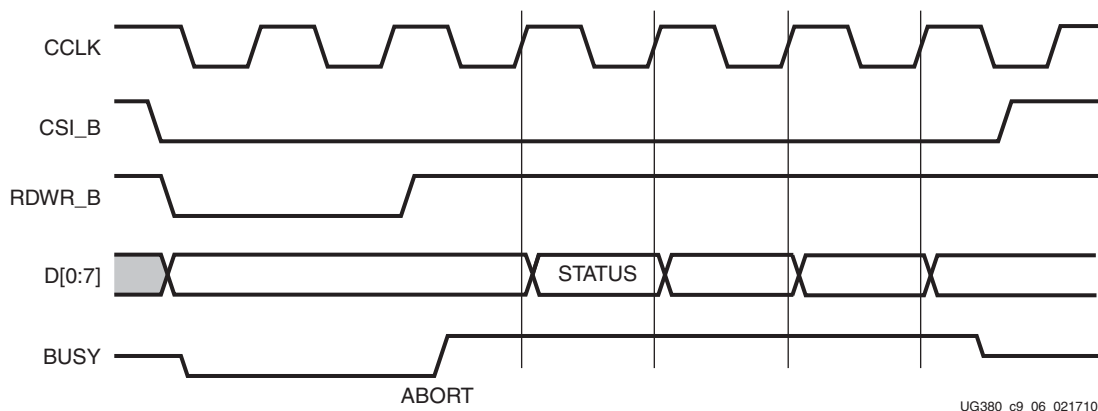 CCLK
CSI_B
RDWR_B
D[0:7] STATUS
BUSY
ABORT
UG380_c9_06_021710